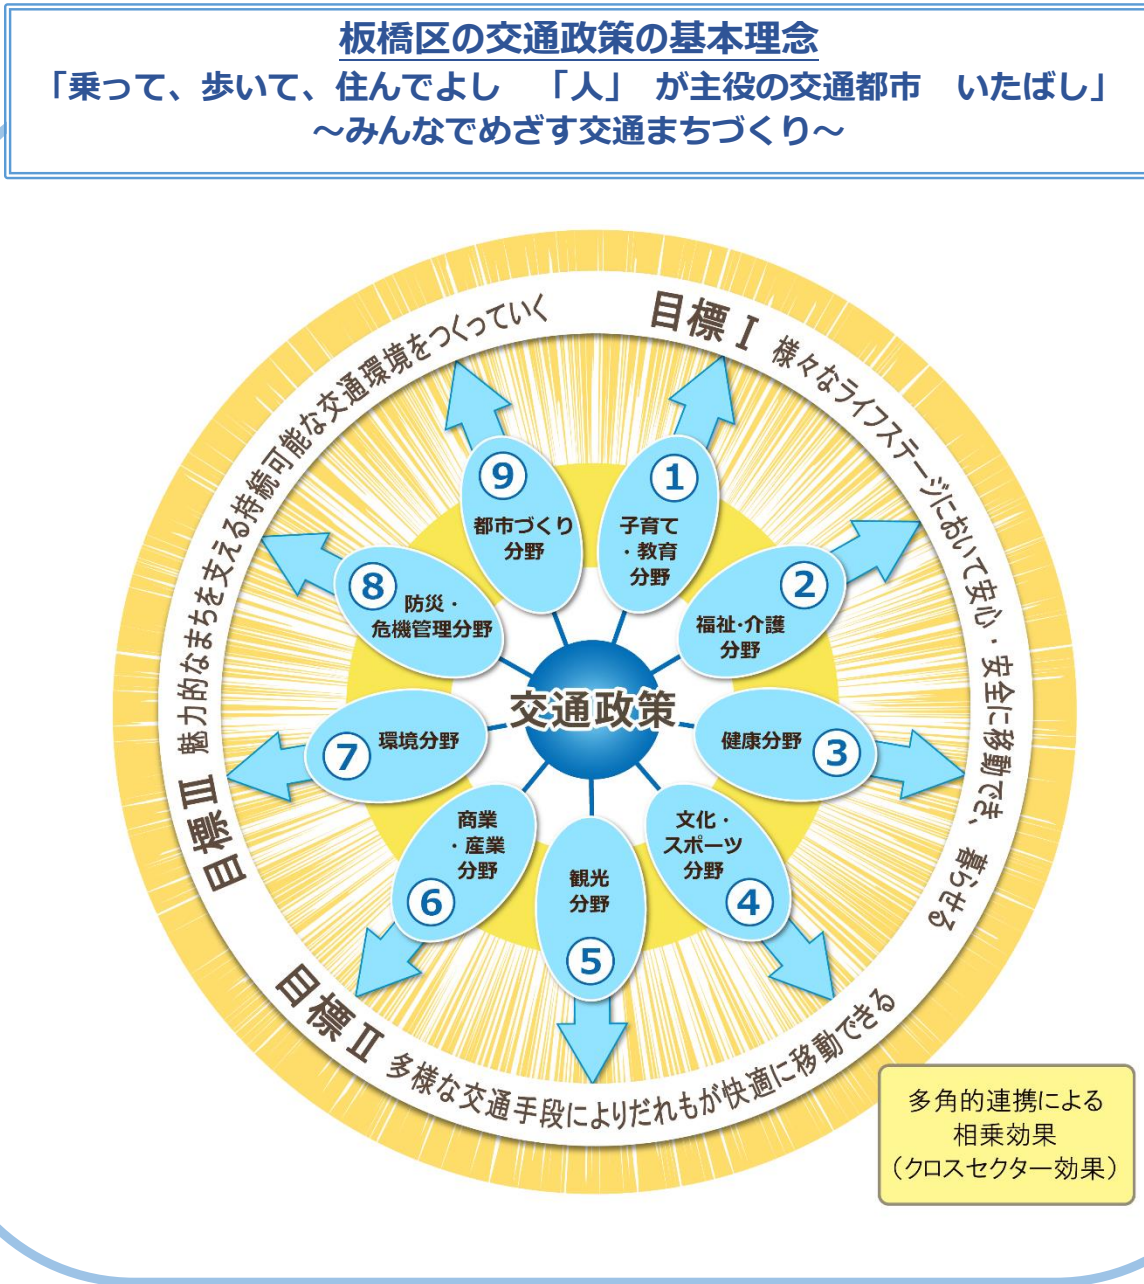 板橋区の交通政策の基本理念
「乗って、歩いて、住んでよし 「人」 が主役の交通都市 いたばし」
～みんなでめざす交通まちづくり～
目標Ⅰ 様々なライフステージにおいて安心・安全に移動でき、暮らせる
目標Ⅱ 多様な交通手段によりだれもが快適に移動できる
目標Ⅲ 魅力的なまちを支える持続可能な交通環境をつくっていく
交通政策
①
子育て
・教育
分野
②
福祉・介護
分野
健康分野 ③
文化・
スポーツ
分野
④
観光
分野
⑤
商業
・産業
分野
⑥
⑦ 環境分野
⑧
防災・
危機管理分野
⑨
都市づくり
分野
多角的連携による
相乗効果
（クロスセクター効果）